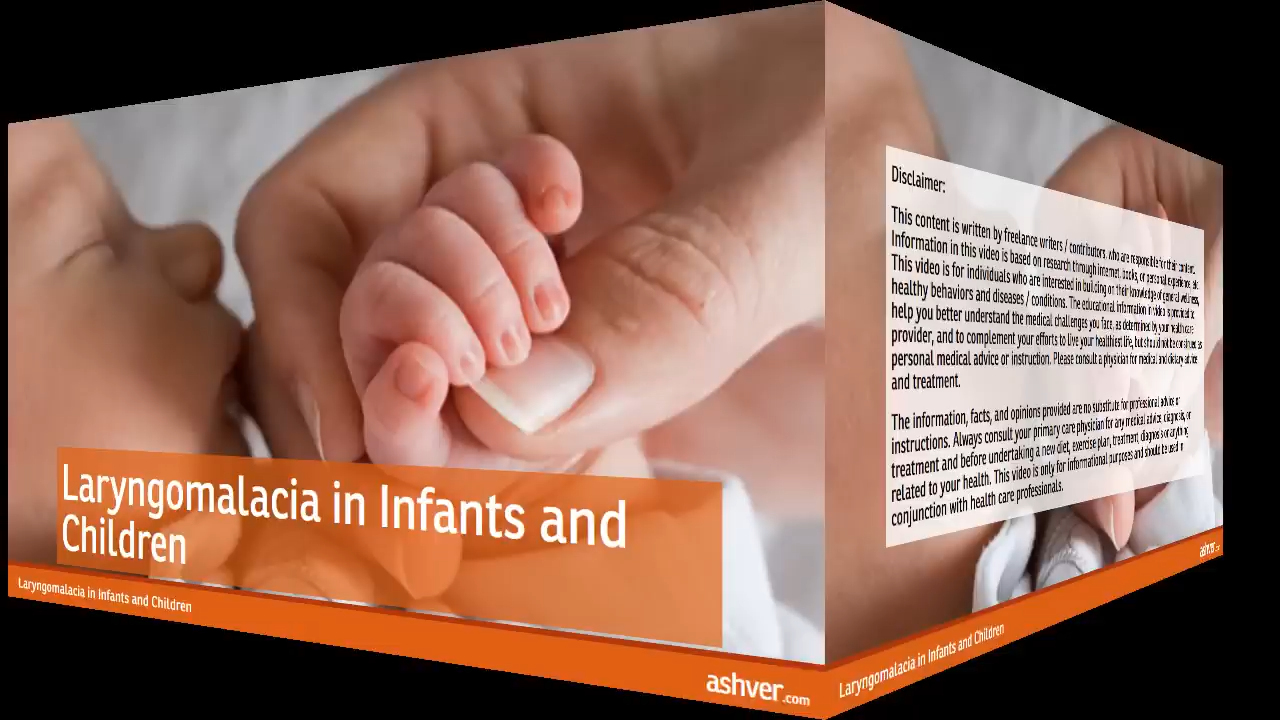 Laryngomalacia in Infants and
Children
Laryngomalacia in Infants and Children
ashver.com
Disclaimer:
This content is written by freelance writers / contributors, who are responsible for their content.
Information in this video is based on research through internet, books, or personal experience, etc
This video is for individuals who are interested in building on their knowledge of general wellness,
healthy behaviors and diseases / conditions. The educational information in video is provided to
help you better understand the medical challenges you face, as determined by your health care
provider, and to complement your efforts to live your healthiest life, but should not be construed as
personal medical advice or instruction. Please consult a physician for medical and dietary advice
and treatment.
The information, facts, and opinions provided are no substitute for professional advice or
instructions. Always consult your primary care physician for any medical advice, diagnosis, or
treatment and before undertaking a new diet, exercise plan, treatment, diagnosis or anything
related to your health. This video is only for informational purposes and should be used in
conjunction with health care professionals.
Laryngomalacia in Infants and Children
ashver.com